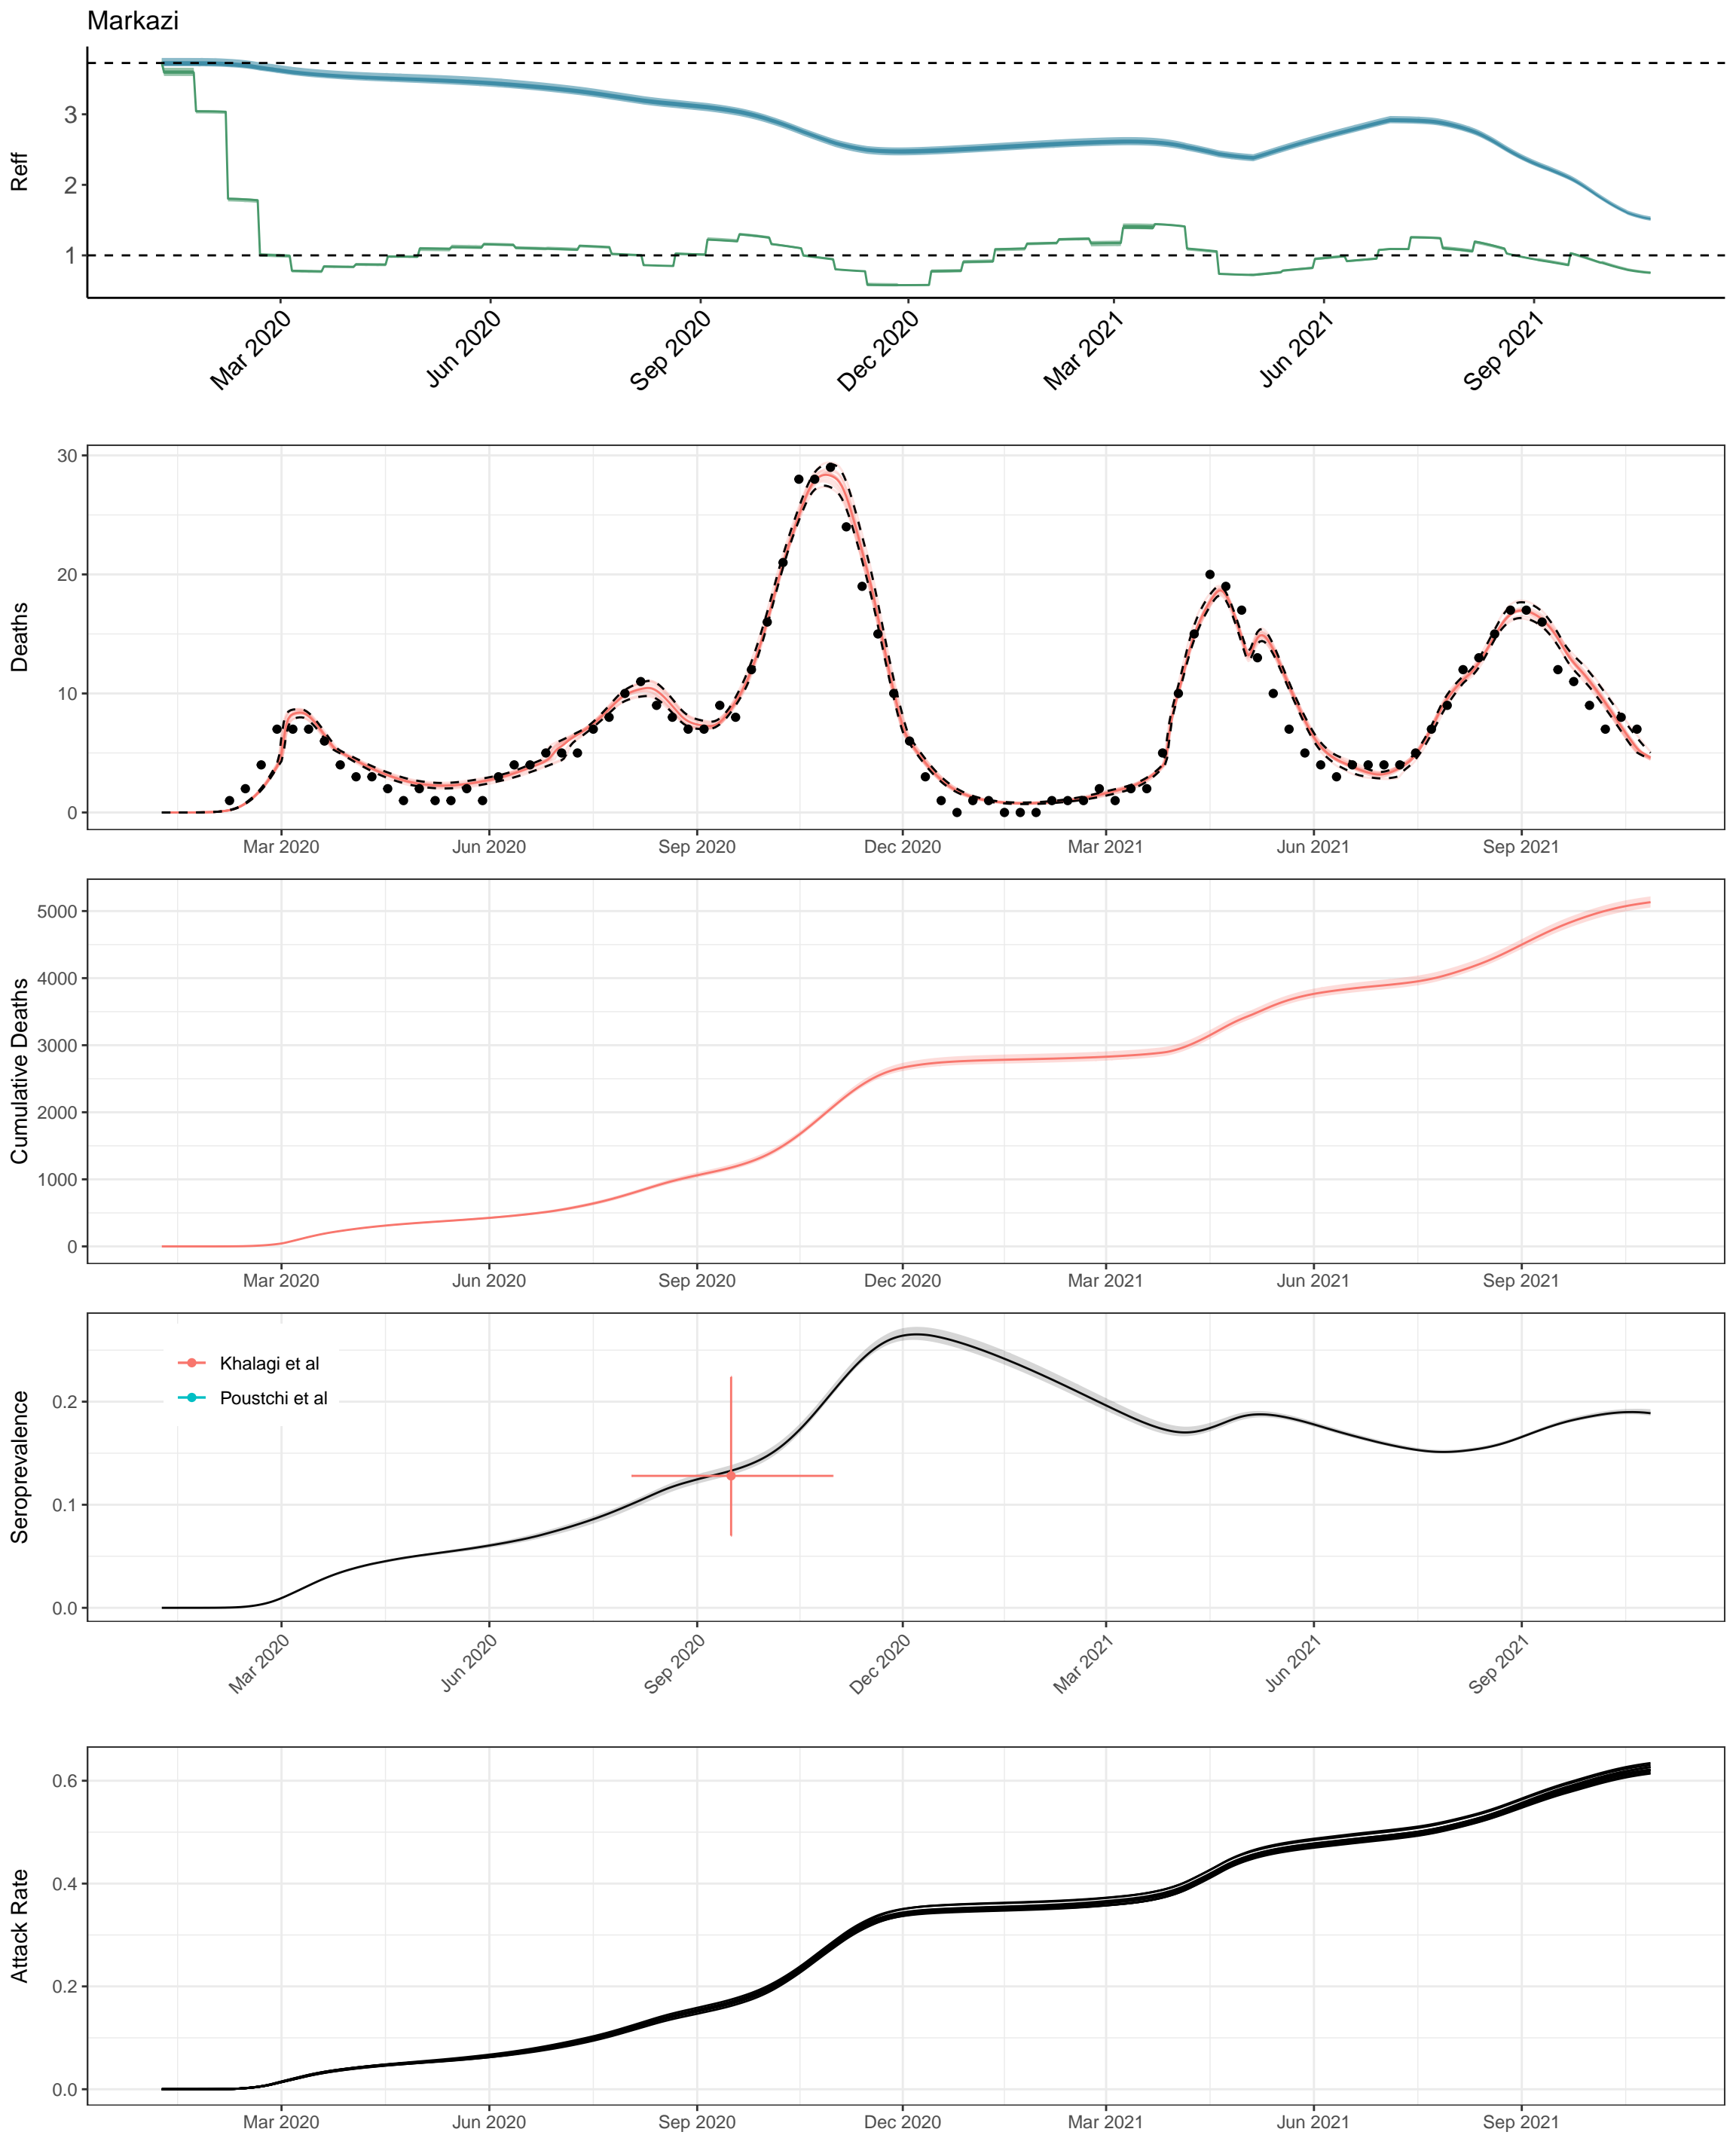 Markazi
Reff
3
2
1
Mar 2020
Jun 2020
Sep 2020
Dec 2020
Mar 2021
Jun 2021
Sep 2021
Deaths
30
20
10
0
Mar 2020
Jun 2020
Sep 2020
Dec 2020
Mar 2021
Jun 2021
Sep 2021
Cumulative Deaths
5000
4000
3000
2000
1000
0
Mar 2020
Jun 2020
Sep 2020
Dec 2020
Mar 2021
Jun 2021
Sep 2021
Seroprevalence
Khalagi et al
Poustchi et al
0.2
0.1
0.0
Mar 2020
Jun 2020
Sep 2020
Dec 2020
Mar 2021
Jun 2021
Sep 2021
Attack Rate
0.6
0.4
0.2
0.0
Mar 2020
Jun 2020
Sep 2020
Dec 2020
Mar 2021
Jun 2021
Sep 2021